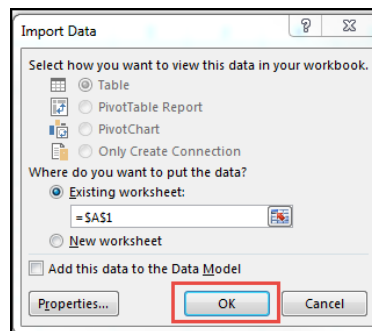 Import Data
Select how you want to view this data in your workbook.
Table
PivotTable Report
PivotChart
Only Create Connection
Where do you want to put the data?
Existing worksheet:
=$A$1
New worksheet
Add this data to the Data Model
Properties... OK Cancel